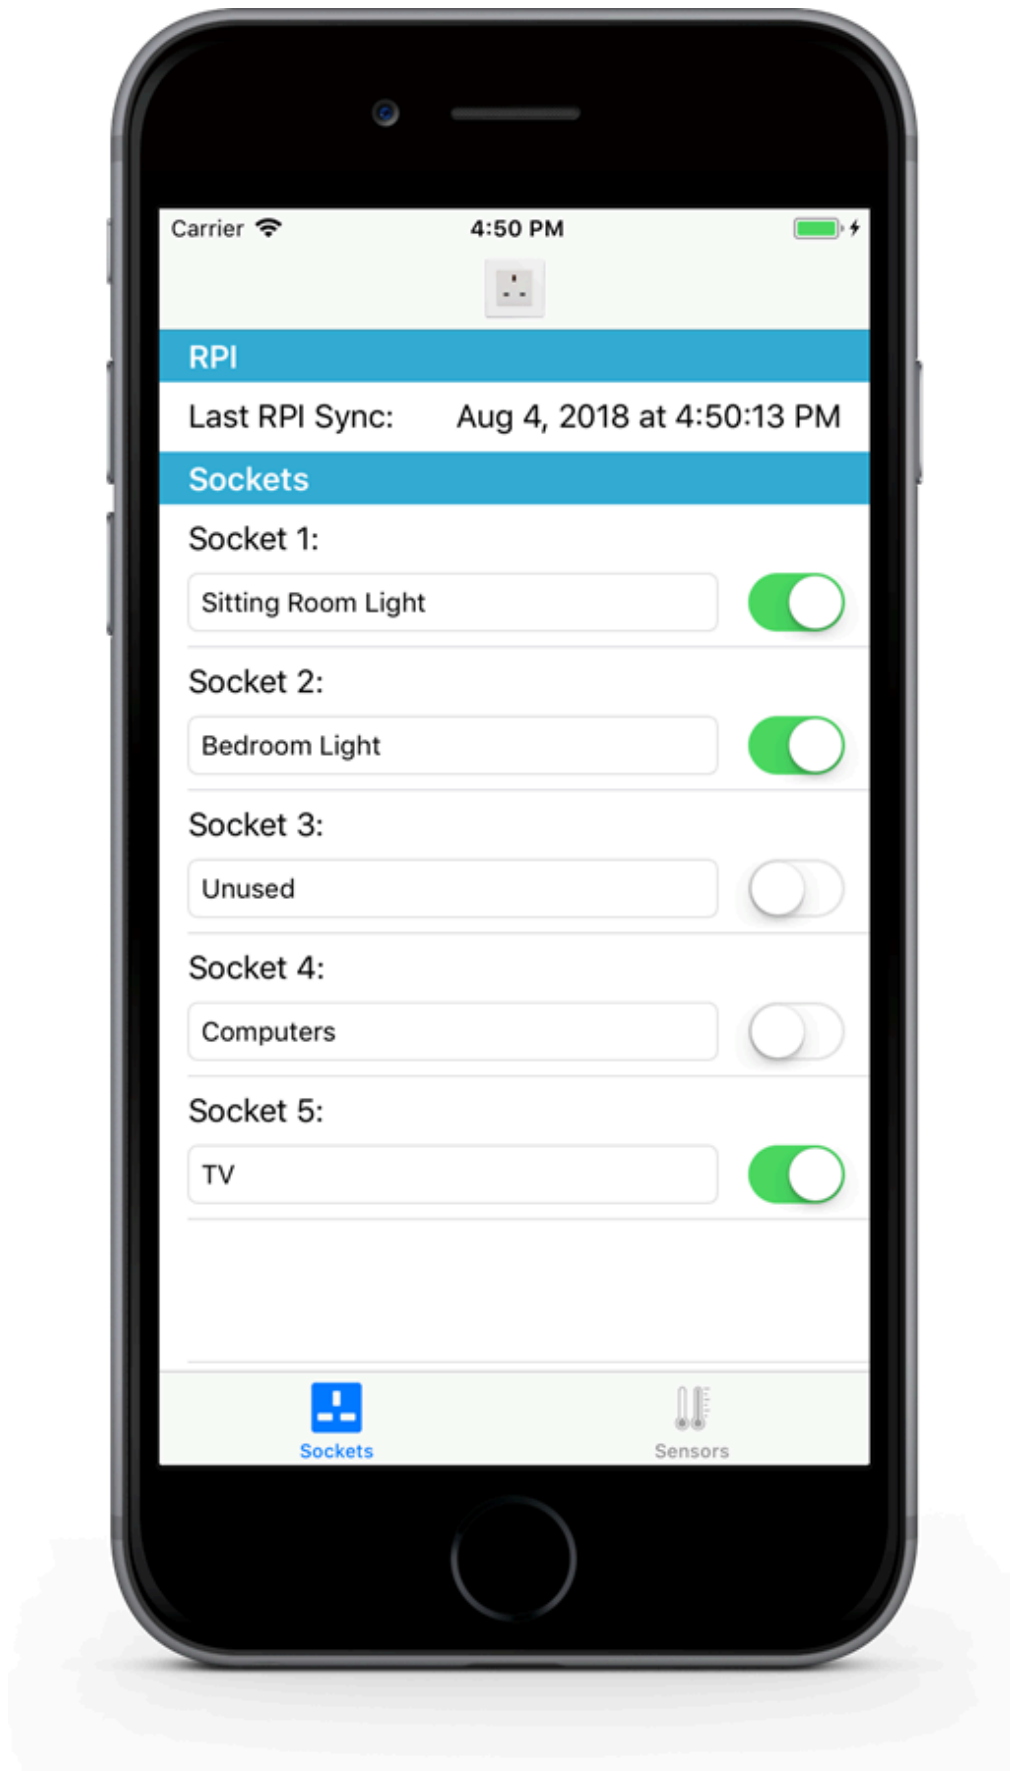 Carrier 4:50 PM
RPI
Last RPI Sync: Aug 4, 2018 at 4:50:13 PM
Sockets
Socket 1:
Sitting Room Light
Socket 2:
Bedroom Light
Socket 3:
Unused
Socket 4:
Computers
Socket 5:
TV
Sockets Sensors